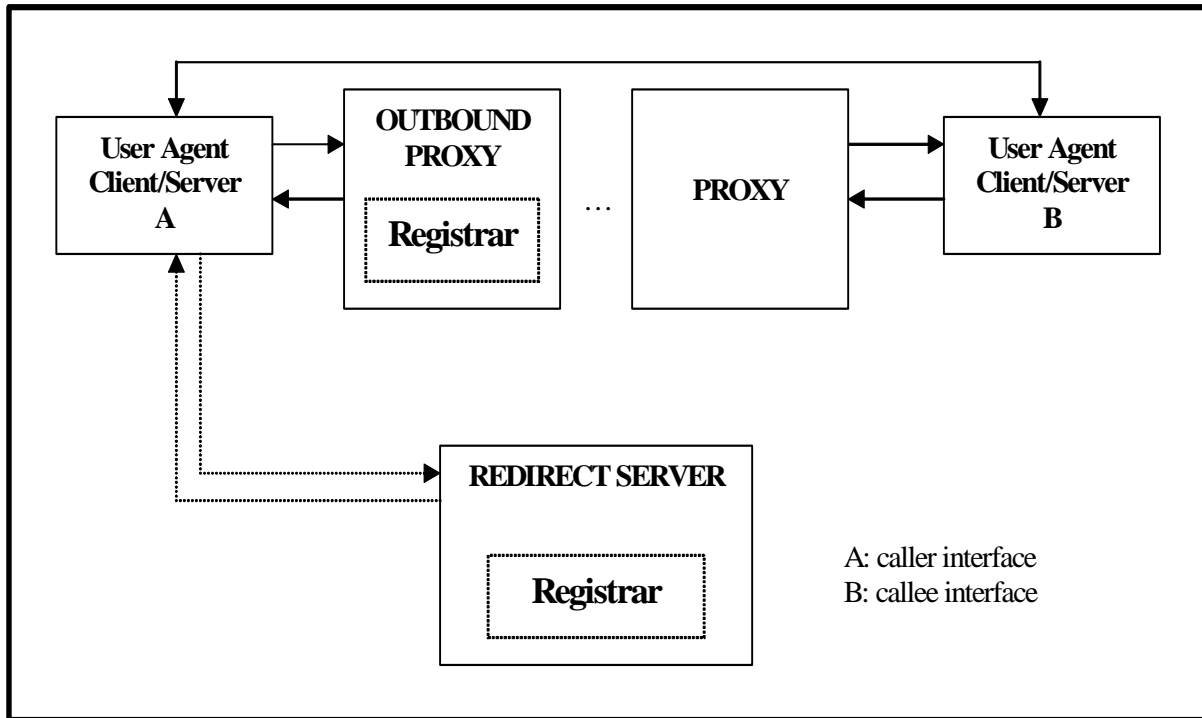 User Agent
Client/Server
A
OUTBOUND
PROXY
Registrar
...
PROXY
User Agent
Client/Server
B
REDIRECT SERVER
Registrar
A: caller interface
B: callee interface